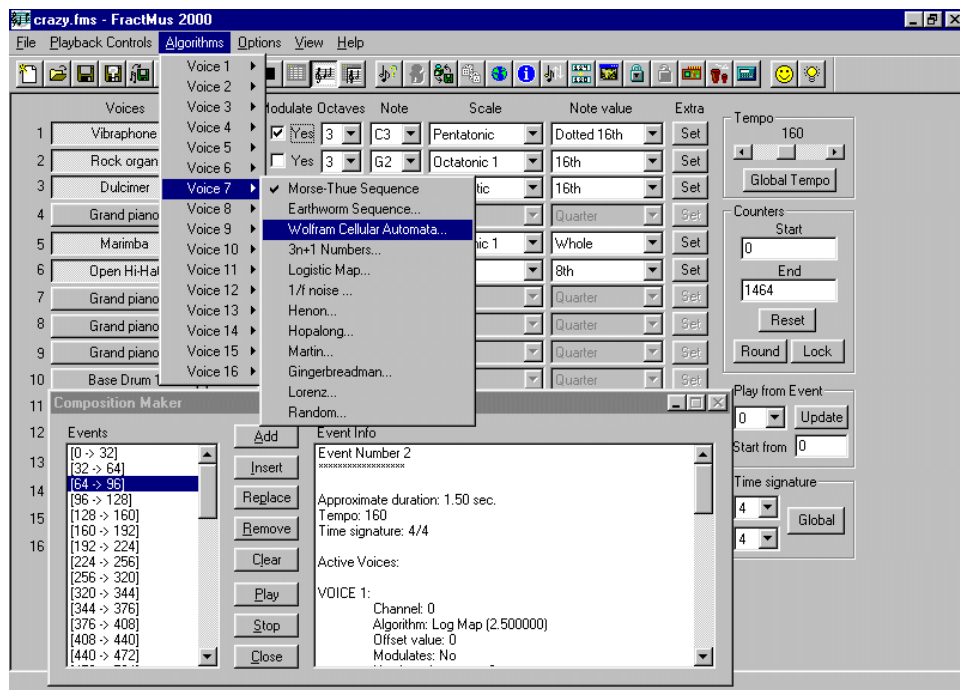 crazy.fms - FractMus 2000
File Playback Controls Algorithms Options View Help
Voices Modulate Octaves Note Scale Note value Extra
1 Vibraphone Yes 3 C3 Pentatonic Dotted 16th Set
2 Rock organ Yes 3 G2 Octatonic 1 16th Set
3 Dulcimer tic 16th Set
4 Grand piano Quarter Set
5 Marimba nic 1 Whole Set
6 Open Hi-Hat 8th Set
7 Grand piano Quarter Set
8 Grand piano Quarter Set
9 Grand piano Quarter Set
10 Base Drum 1 Quarter Set
11
12
13
14
15
16
Voice 1
Voice 2
Voice 3
Voice 4
Voice 5
Voice 6
Voice 7
Voice 8
Voice 9
Voice 10
Voice 11
Voice 12
Voice 13
Voice 14
Voice 15
Voice 16
Morse-Thue Sequence
Earthworm Sequence...
Wolfram Cellular Automata...
3n+1 Numbers...
Logistic Map...
1/f noise ...
Henon...
Hopalong...
Martin...
Gingerbreadman...
Lorenz...
Random...
Tempo
160
Global Tempo
Counters
Start
0
End
1464
Reset
Round Lock
Play from Event
0 Update
Start from 0
Time signature
4
4
Global
Composition Maker
Events
[0 -> 32]
[32 -> 64]
[64 -> 96]
[96 -> 128]
[128 -> 160]
[160 -> 192]
[192 -> 224]
[224 -> 256]
[256 -> 320]
[320 -> 344]
[344 -> 376]
[376 -> 408]
[408 -> 440]
[440 -> 472]
Add
Insert
Replace
Remove
Clear
Play
Stop
Close
Event Info
Event Number 2
******************
Approximate duration: 1.50 sec.
Tempo: 160
Time signature: 4/4
Active Voices:
VOICE 1:
Channel: 0
Algorithm: Log Map (2.500000)
Offset value: 0
Modulates: No